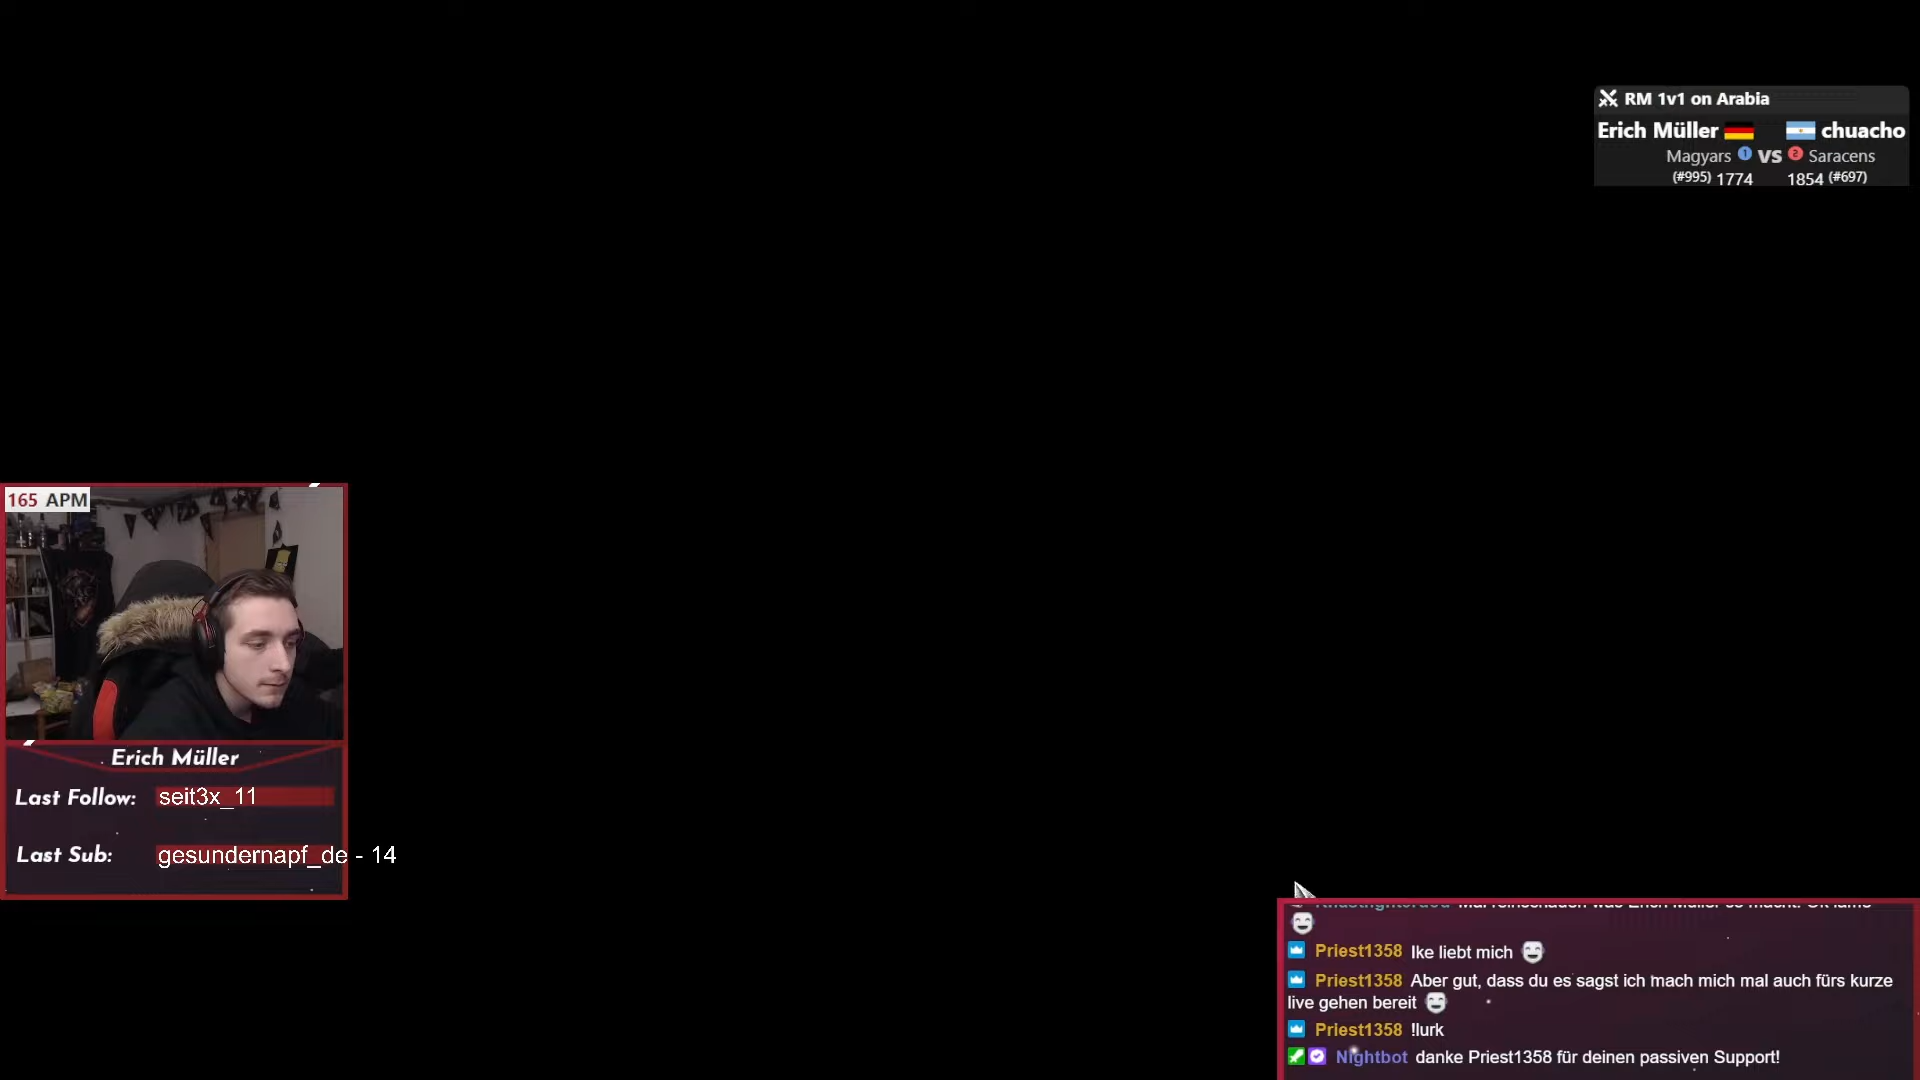 RM 1v1 on Arabia
Erich Müller chuacho
Magyars 1 VS 2 Saracens
(#995) 1774 1854 (#697)
165 APM
Erich Müller
Last Follow: seit3x_11
Last Sub: gesundernapf_de - 14
Priest1358 Ike liebt mich
Priest1358 Aber gut, dass du es sagst ich mach mich mal auch fürs kurze
live gehen bereit
Priest1358 !lurk
Nightbot danke Priest1358 für deinen passiven Support!